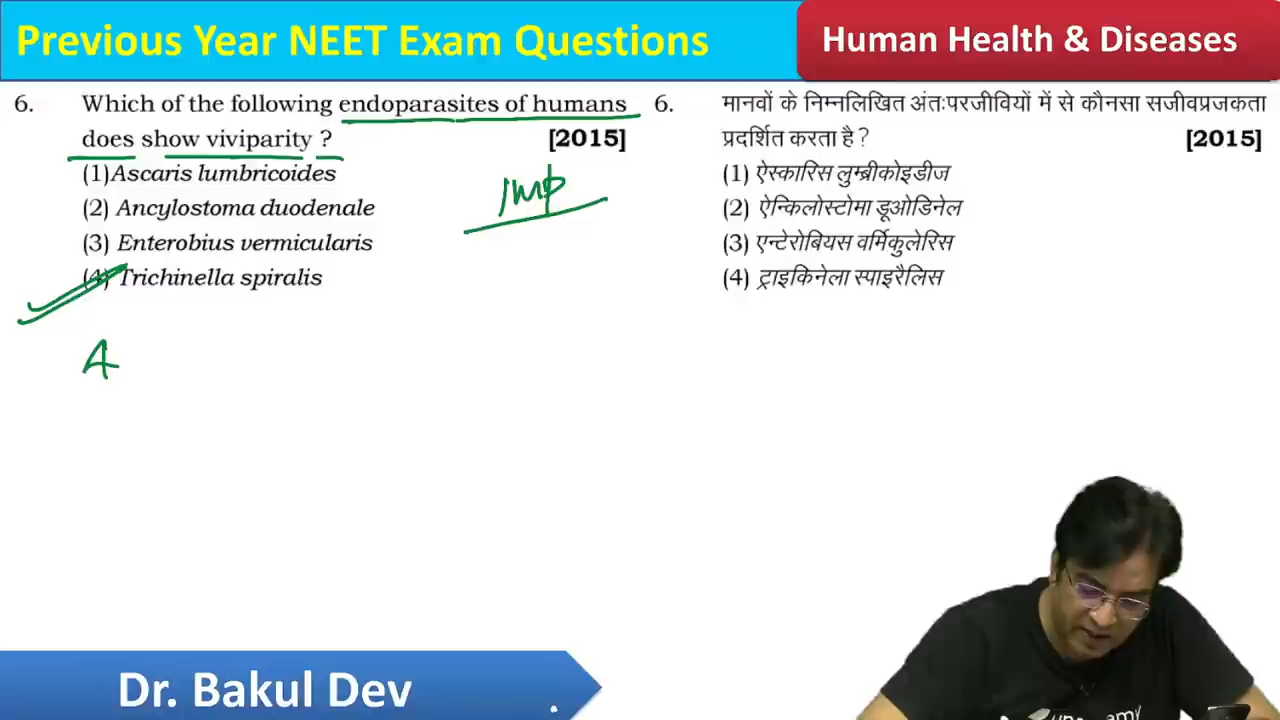 Previous Year NEET Exam Questions
Human Health & Diseases
6. Which of the following endoparasites of humans
does show viviparity ? [2015]
(1) Ascaris lumbricoides
(2) Ancylostoma duodenale
(3) Enterobius vermicularis
(4) Trichinella spiralis
Imp
4
6. मानवों के निम्नलिखित अंतःपरजीवियों में से कौनसा सजीवप्रजकता
प्रदर्शित करता है ? [2015]
(1) ऐस्कारिस लुम्ब्रीकोइडीज
(2) ऐन्किलोस्टोमा डूओडिनेल
(3) एन्टेरोबियस वर्मिकुलेरिस
(4) ट्राइकिनेला स्पाइरैलिस
Dr. Bakul Dev